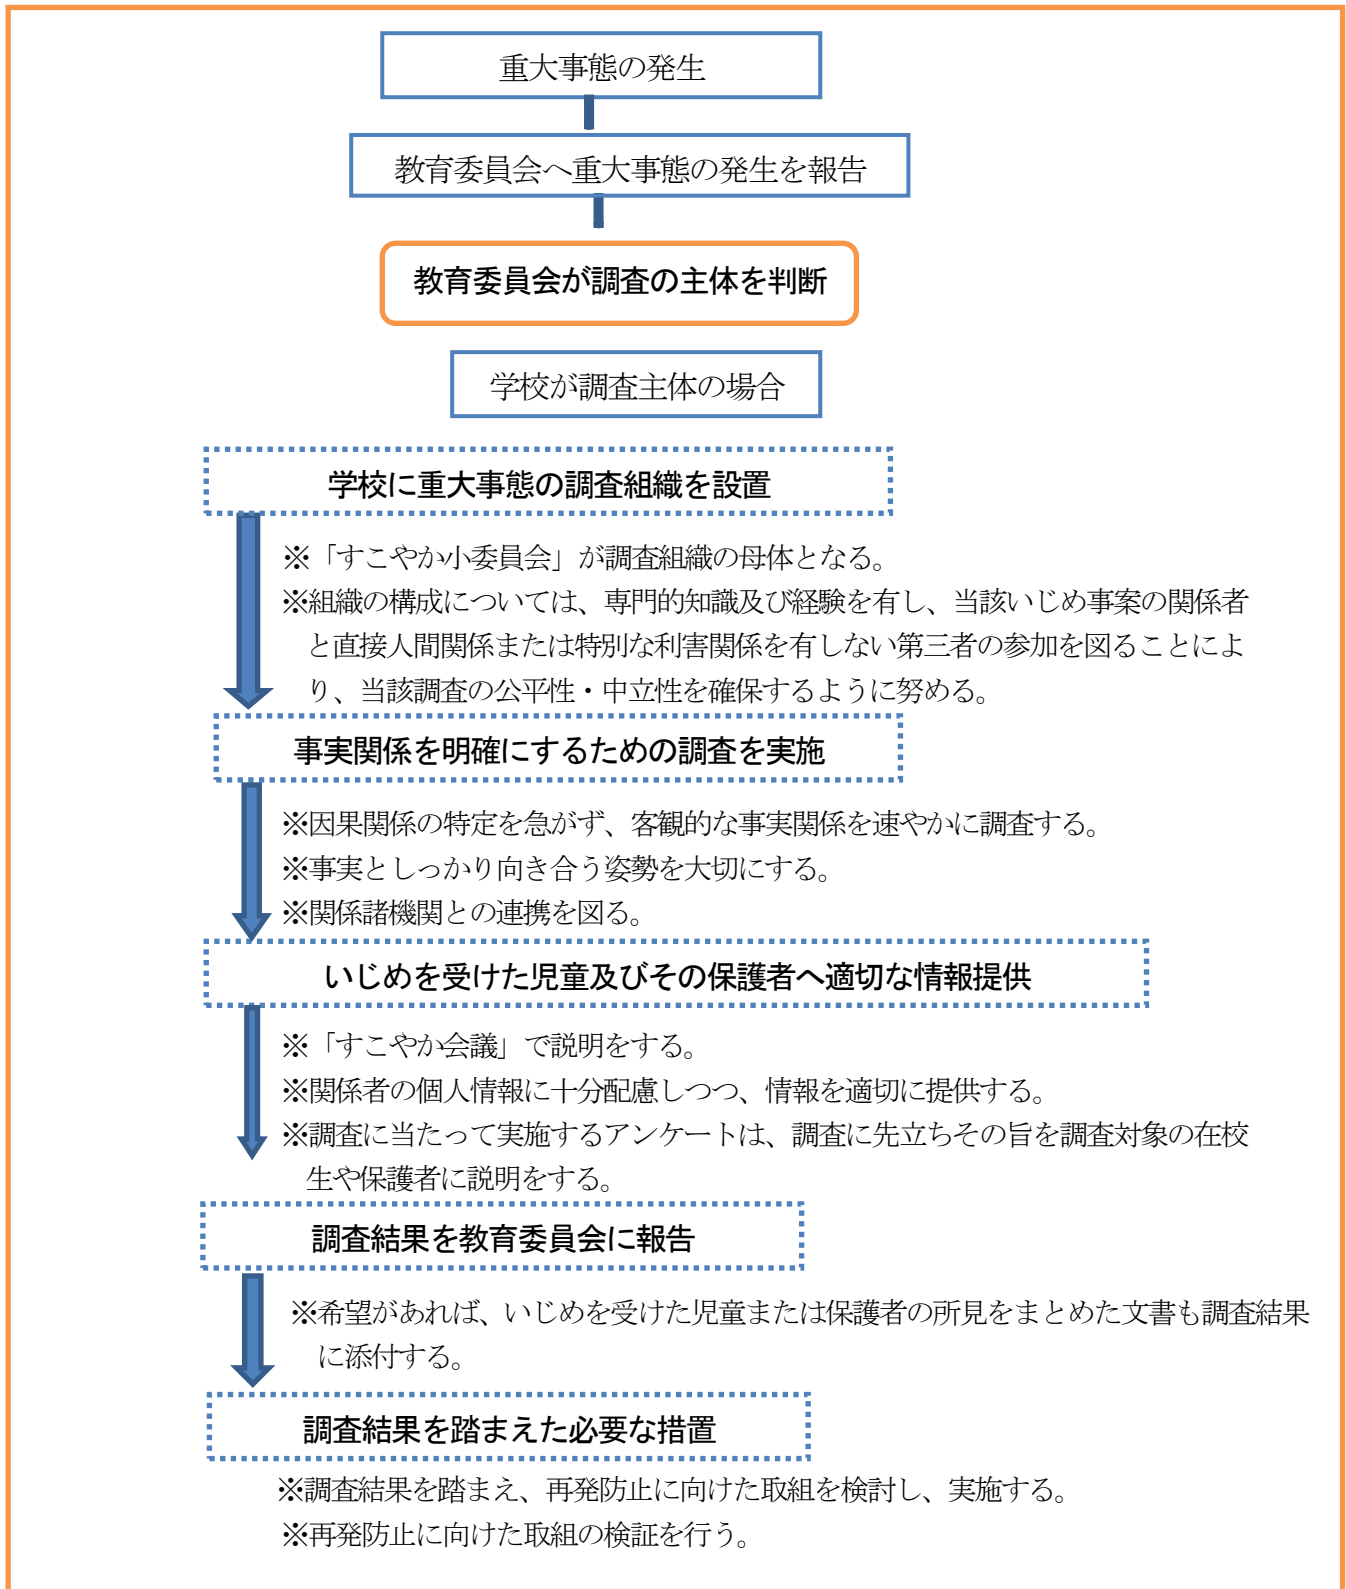 重大事態の発生
教育委員会へ重大事態の発生を報告
教育委員会が調査の主体を判断
学校が調査主体の場合
学校に重大事態の調査組織を設置
※「すこやか小委員会」が調査組織の母体となる。
※組織の構成については、専門的知識及び経験を有し、当該いじめ事案の関係者
と直接人間関係または特別な利害関係を有しない第三者の参加を図ることによ
り、当該調査の公平性・中立性を確保するように努める。
事実関係を明確にするための調査を実施
※因果関係の特定を急がず、客観的な事実関係を速やかに調査する。
※事実としっかり向き合う姿勢を大切にする。
※関係諸機関との連携を図る。
いじめを受けた児童及びその保護者へ適切な情報提供
※「すこやか会議」で説明をする。
※関係者の個人情報に十分配慮しつつ、情報を適切に提供する。
※調査に当たって実施するアンケートは、調査に先立ちその旨を調査対象の在校
生や保護者に説明をする。
調査結果を教育委員会に報告
※希望があれば、いじめを受けた児童または保護者の所見をまとめた文書も調査結果
に添付する。
調査結果を踏まえた必要な措置
※調査結果を踏まえ、再発防止に向けた取組を検討し、実施する。
※再発防止に向けた取組の検証を行う。